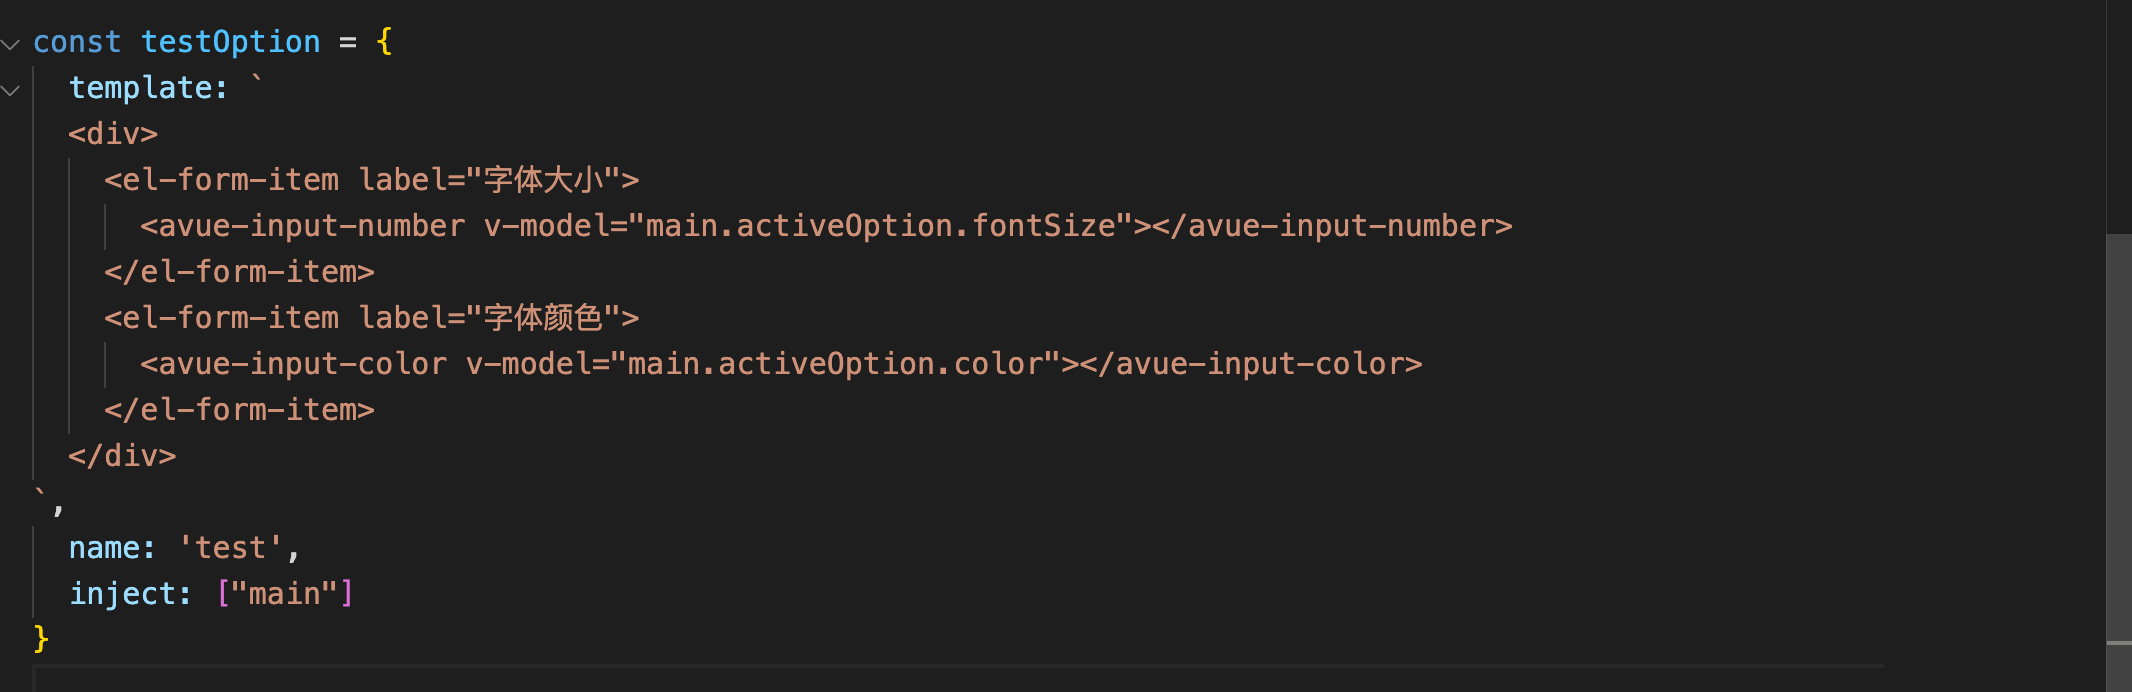 const testOption = {
  template: `
  <div>
    <el-form-item label="字体大小">
      <avue-input-number v-model="main.activeOption.fontSize"></avue-input-number>
    </el-form-item>
    <el-form-item label="字体颜色">
      <avue-input-color v-model="main.activeOption.color"></avue-input-color>
    </el-form-item>
  </div>
`,
  name: 'test',
  inject: ["main"]
}